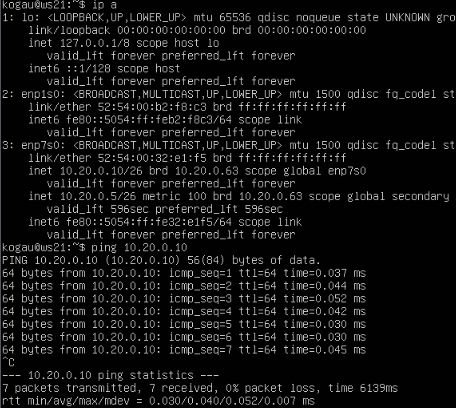 kogau@us21:~$ ip a
1: lo: <LOOPBACK,UP,LOWER_UP> mtu 65536 qdisc noqueue state UNKNOWN gro
link/loopback 00:00:00:00:00:00 brd 00:00:00:00:00:00
inet 127.0.0.1/8 scope host lo
valid_lft forever preferred_lft forever
inet6 ::1/128 scope host
valid_lft forever preferred_lft forever
2: enp1s0: <BROADCAST,MULTICAST,UP,LOWER_UP> mtu 1500 qdisc fq_codel st
link/ether 52:54:00:b2:f8:c3 brd ff:ff:ff:ff:ff:ff
inet6 fe80::5054:ff:feb2:f8c3/64 scope link
valid_lft forever preferred_lft forever
3: enp7s0: <BROADCAST,MULTICAST,UP,LOWER_UP> mtu 1500 qdisc fq_codel st
link/ether 52:54:00:32:e1:f5 brd ff:ff:ff:ff:ff:ff
inet 10.20.0.10/26 brd 10.20.0.63 scope global enp7s0
valid_lft forever preferred_lft forever
inet 10.20.0.5/26 metric 100 brd 10.20.0.63 scope global secondary
valid_lft 596sec preferred_lft 596sec
inet6 fe80::5054:ff:fe32:e1f5/64 scope link
valid_lft forever preferred_lft forever
kogau@us21:~$ ping 10.20.0.10
PING 10.20.0.10 (10.20.0.10) 56(84) bytes of data.
64 bytes from 10.20.0.10: icmp_seq=1 ttl=64 time=0.037 ms
64 bytes from 10.20.0.10: icmp_seq=2 ttl=64 time=0.044 ms
64 bytes from 10.20.0.10: icmp_seq=3 ttl=64 time=0.052 ms
64 bytes from 10.20.0.10: icmp_seq=4 ttl=64 time=0.042 ms
64 bytes from 10.20.0.10: icmp_seq=5 ttl=64 time=0.030 ms
64 bytes from 10.20.0.10: icmp_seq=6 ttl=64 time=0.030 ms
64 bytes from 10.20.0.10: icmp_seq=7 ttl=64 time=0.045 ms
^C
--- 10.20.0.10 ping statistics ---
7 packets transmitted, 7 received, 0% packet loss, time 6139ms
rtt min/avg/max/mdev = 0.030/0.040/0.052/0.007 ms